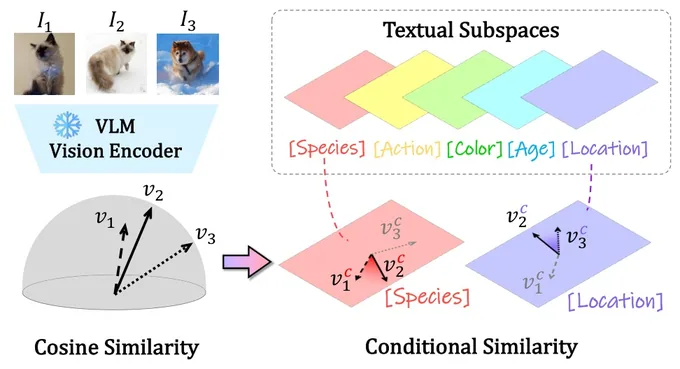 I₁ I₂ I₃
VLM
Vision Encoder
v₁ v₂ v₃
Cosine Similarity
Textual Subspaces
[Species] [Action] [Color] [Age] [Location]
v₁ᶜ v₂ᶜ v₃ᶜ
[Species]
v₂ᶜ v₃ᶜ
v₁ᶜ
[Location]
Conditional Similarity